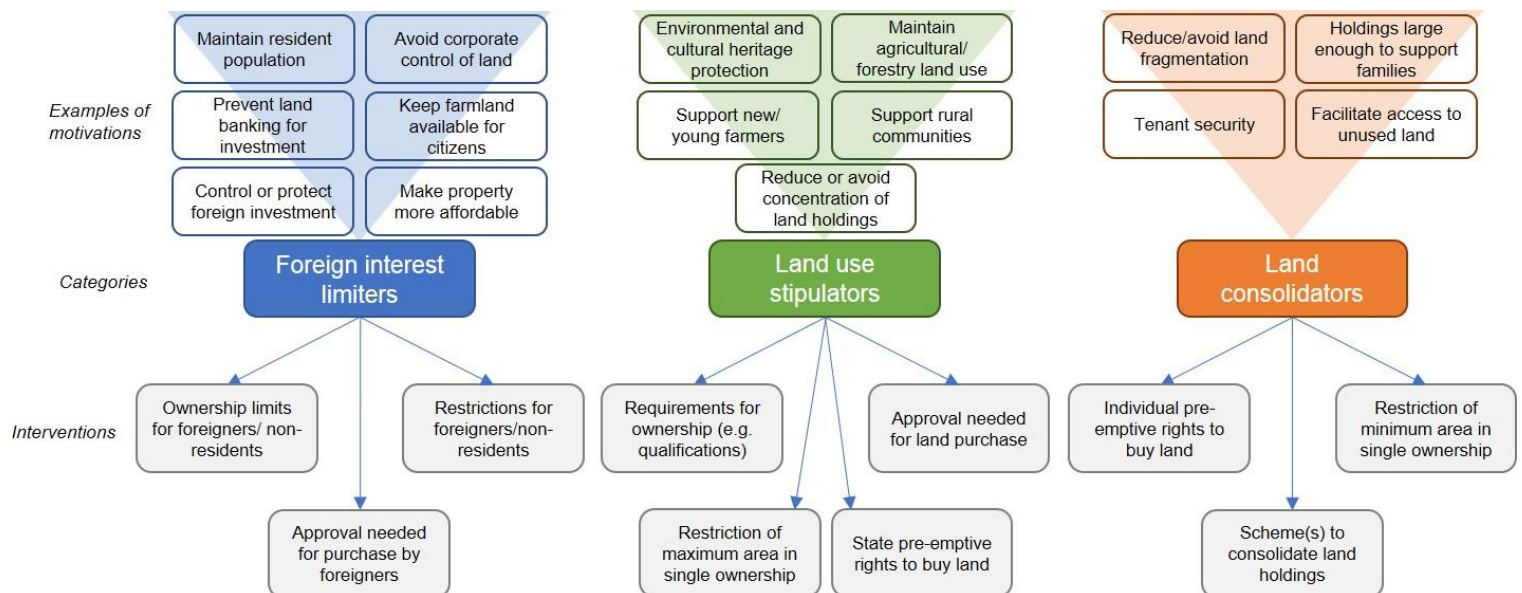 Examples of
motivations
Maintain resident
population
Avoid corporate
control of land
Prevent land
banking for
investment
Keep farmland
available for
citizens
Control or protect
foreign investment
Make property
more affordable
Environmental and
cultural heritage
protection
Maintain
agricultural/
forestry land use
Support new/
young farmers
Support rural
communities
Reduce or avoid
concentration of
land holdings
Reduce/avoid land
fragmentation
Holdings large
enough to support
families
Tenant security
Facilitate access to
unused land
Categories
Foreign interest
limiters
Land use
stipulators
Land
consolidators
Interventions
Ownership limits
for foreigners/ non-
residents
Restrictions for
foreigners/non-
residents
Approval needed
for purchase by
foreigners
Requirements for
ownership (e.g.
qualifications)
Approval needed
for land purchase
Restriction of
maximum area in
single ownership
State pre-emptive
rights to buy land
Individual pre-
emptive rights to
buy land
Restriction of
minimum area in
single ownership
Scheme(s) to
consolidate land
holdings